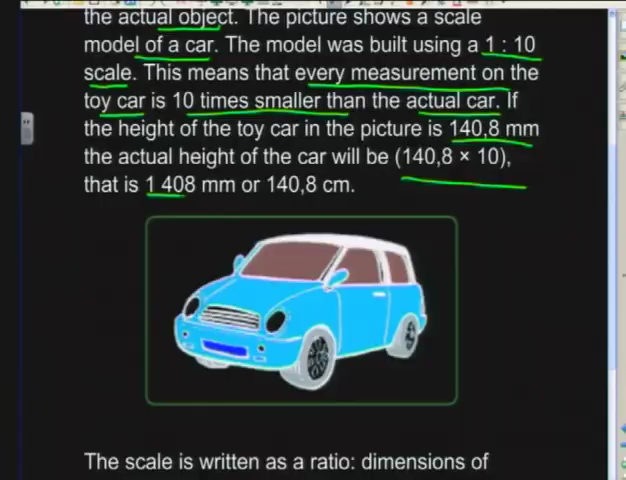 the actual object. The picture shows a scale
model of a car. The model was built using a 1 : 10
scale. This means that every measurement on the
toy car is 10 times smaller than the actual car. If
the height of the toy car in the picture is 140,8 mm
the actual height of the car will be (140,8 × 10),
that is 1 408 mm or 140,8 cm.
The scale is written as a ratio: dimensions of